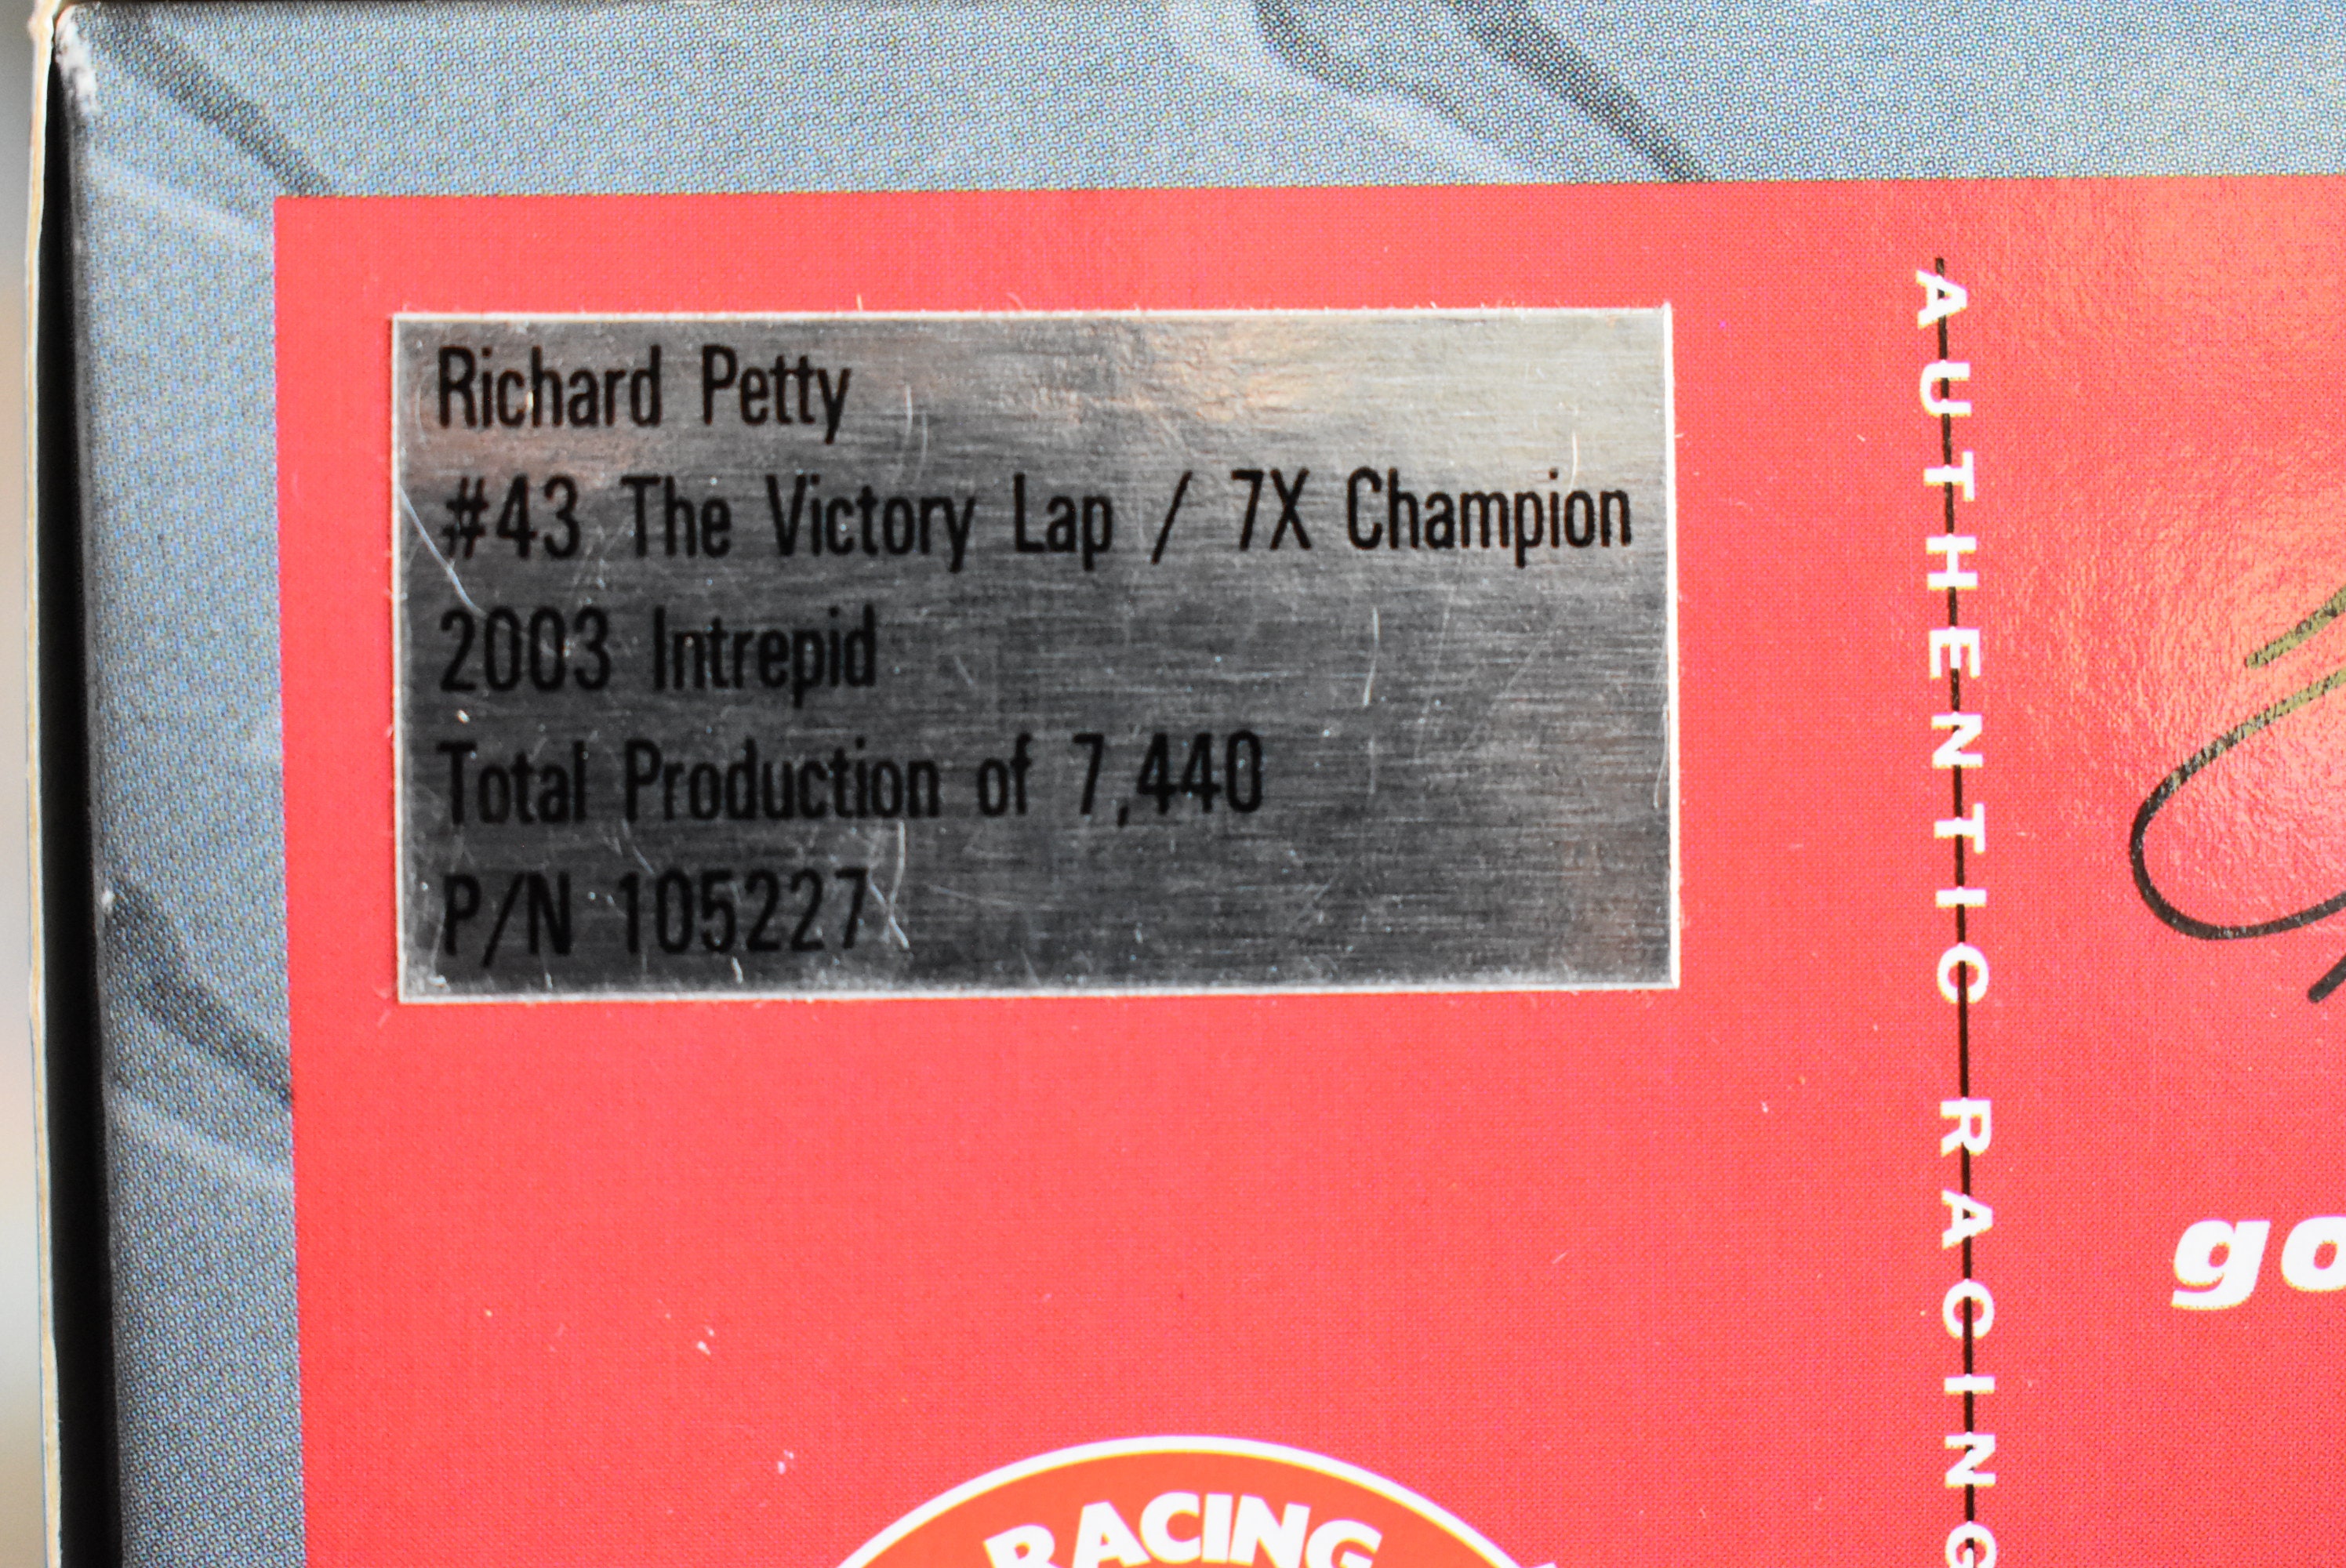 Richard Petty
#43 The Victory Lap / 7X Champion
2003 Intrepid
Total Production of 7,440
P/N 105227
AUTHENTIC RACING
go
RACING